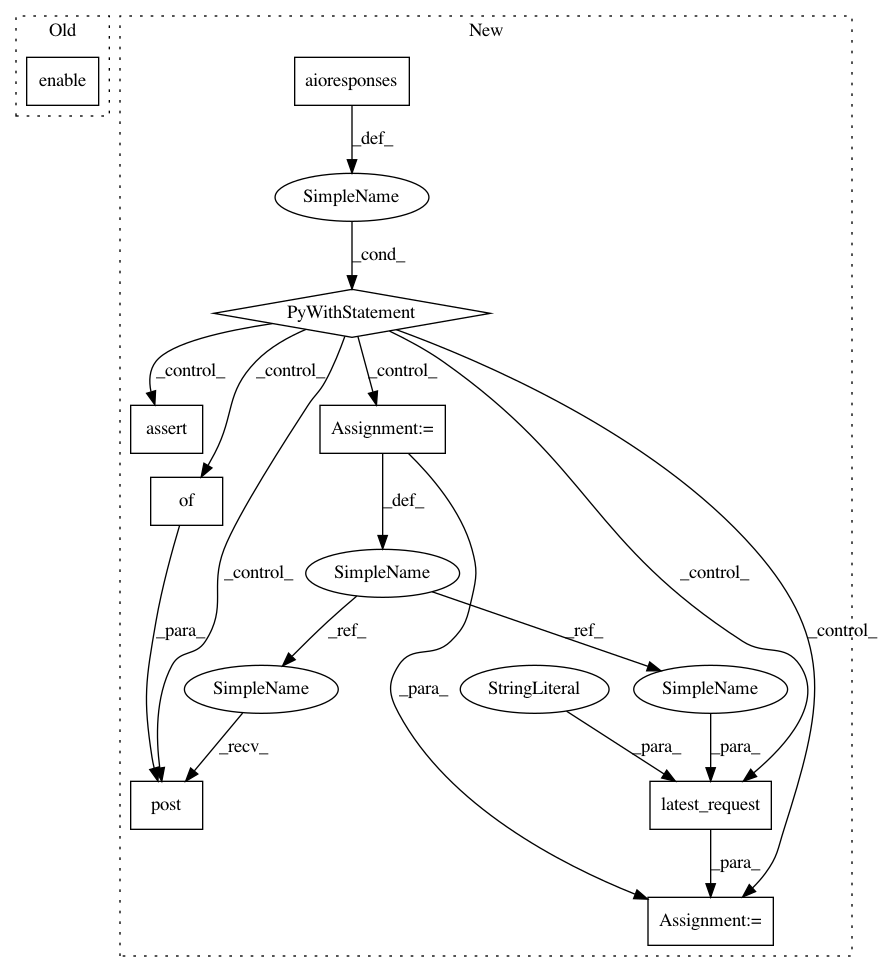 Old
New
enable
aioresponses
_def_
SimpleName
_cond_
PyWithStatement
_control_
_control_
_control_
assert
Assignment:=
of
_def_
_control_
SimpleName
_control_
_para_
_ref_
_ref_
_control_
SimpleName
_para_
StringLiteral
SimpleName
_recv_
_para_
_para_
post
latest_request
_para_
Assignment:=